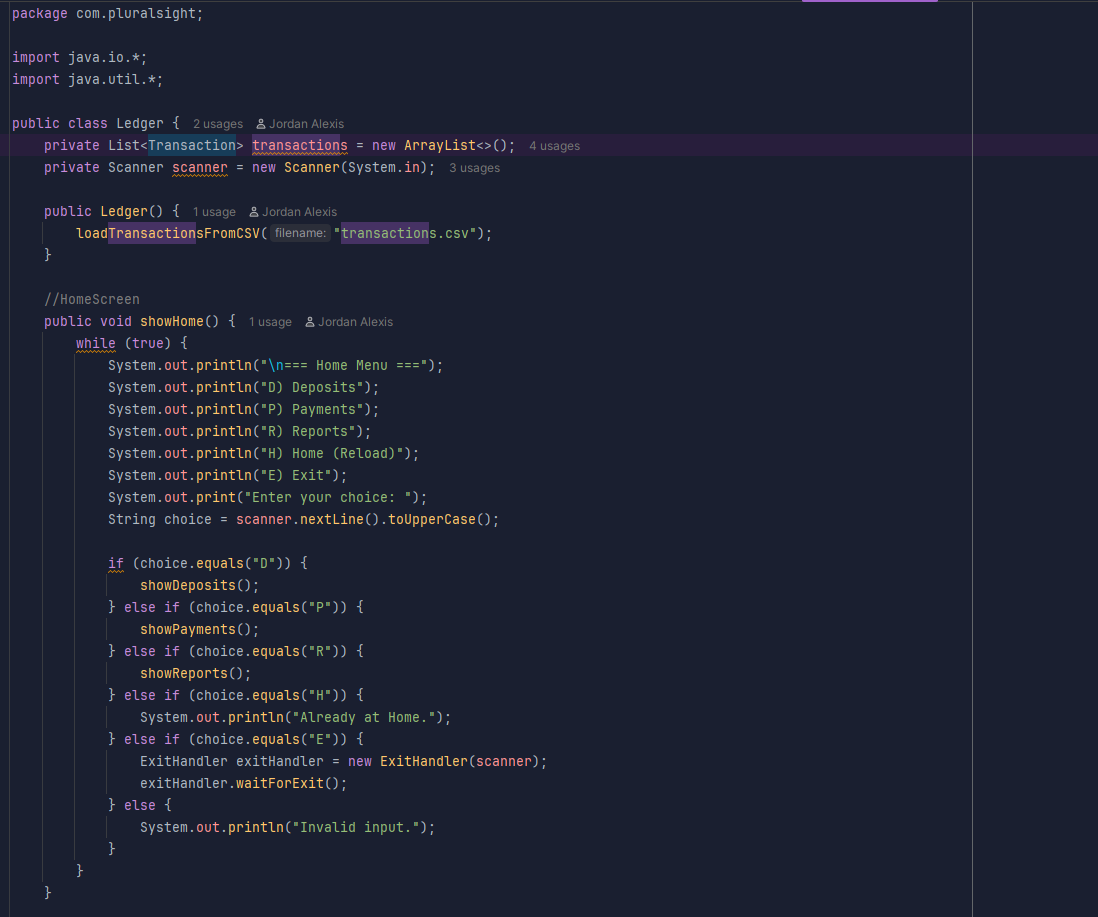 package com.pluralsight;
import java.io.*;
import java.util.*;
public class Ledger {  2 usages  Jordan Alexis
    private List<Transaction> transactions = new ArrayList<>();  4 usages
    private Scanner scanner = new Scanner(System.in);  3 usages
    public Ledger() {  1 usage  Jordan Alexis
        loadTransactionsFromCSV( filename: "transactions.csv");
    }
    //HomeScreen
    public void showHome() {  1 usage  Jordan Alexis
        while (true) {
            System.out.println("\n=== Home Menu ===");
            System.out.println("D) Deposits");
            System.out.println("P) Payments");
            System.out.println("R) Reports");
            System.out.println("H) Home (Reload)");
            System.out.println("E) Exit");
            System.out.print("Enter your choice: ");
            String choice = scanner.nextLine().toUpperCase();
            if (choice.equals("D")) {
                showDeposits();
            } else if (choice.equals("P")) {
                showPayments();
            } else if (choice.equals("R")) {
                showReports();
            } else if (choice.equals("H")) {
                System.out.println("Already at Home.");
            } else if (choice.equals("E")) {
                ExitHandler exitHandler = new ExitHandler(scanner);
                exitHandler.waitForExit();
            } else {
                System.out.println("Invalid input.");
            }
        }
    }